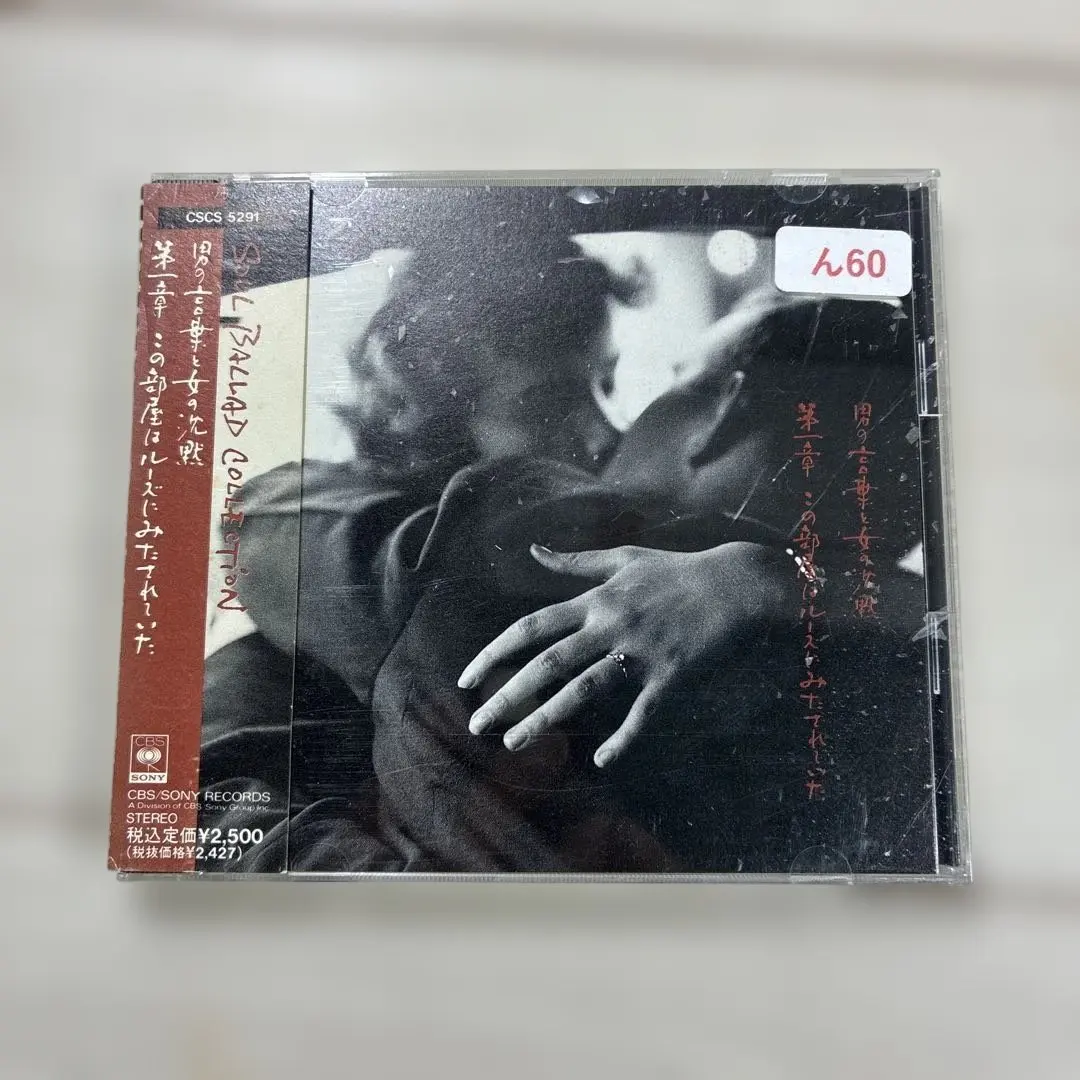 CSCS 5291
男の言葉と女の沈黙
第一章 この部屋はルーズにみたされていた
SOUL BALLAD COLLECTION
CBS
SONY
CBS/SONY RECORDS
A Division of CBS Sony Group Inc.
STEREO
税込定価¥2,500
(税抜価格¥2,427)
ん60
男の言葉と女の沈黙
第一章 この部屋はルーズにみたされていた